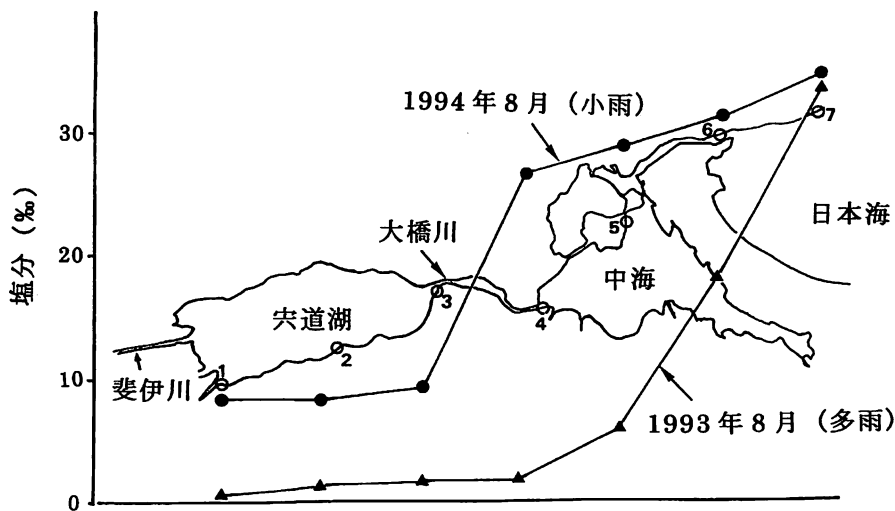 塩分(‰)
30
20
10
0
1994年8月(小雨)
1993年8月(多雨)
大橋川
宍道湖
斐伊川
中海
日本海
1
2
3
4
5
6
7